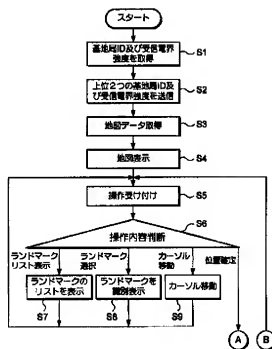 スタート
基地局ID及び受信電界
強度を取得
S1
上位2つの基地局ID及
び受信電界強度を送信
S2
地図データ取得
S3
地図表示
S4
操作受け付け
S5
操作内容判断
S6
ランドマーク
リスト表示
ランドマーク
選択
カーソル
移動
位置確定
ランドマークの
リストを表示
ランドマークを
識別表示
カーソル移動
S7
S8
S9
A
B